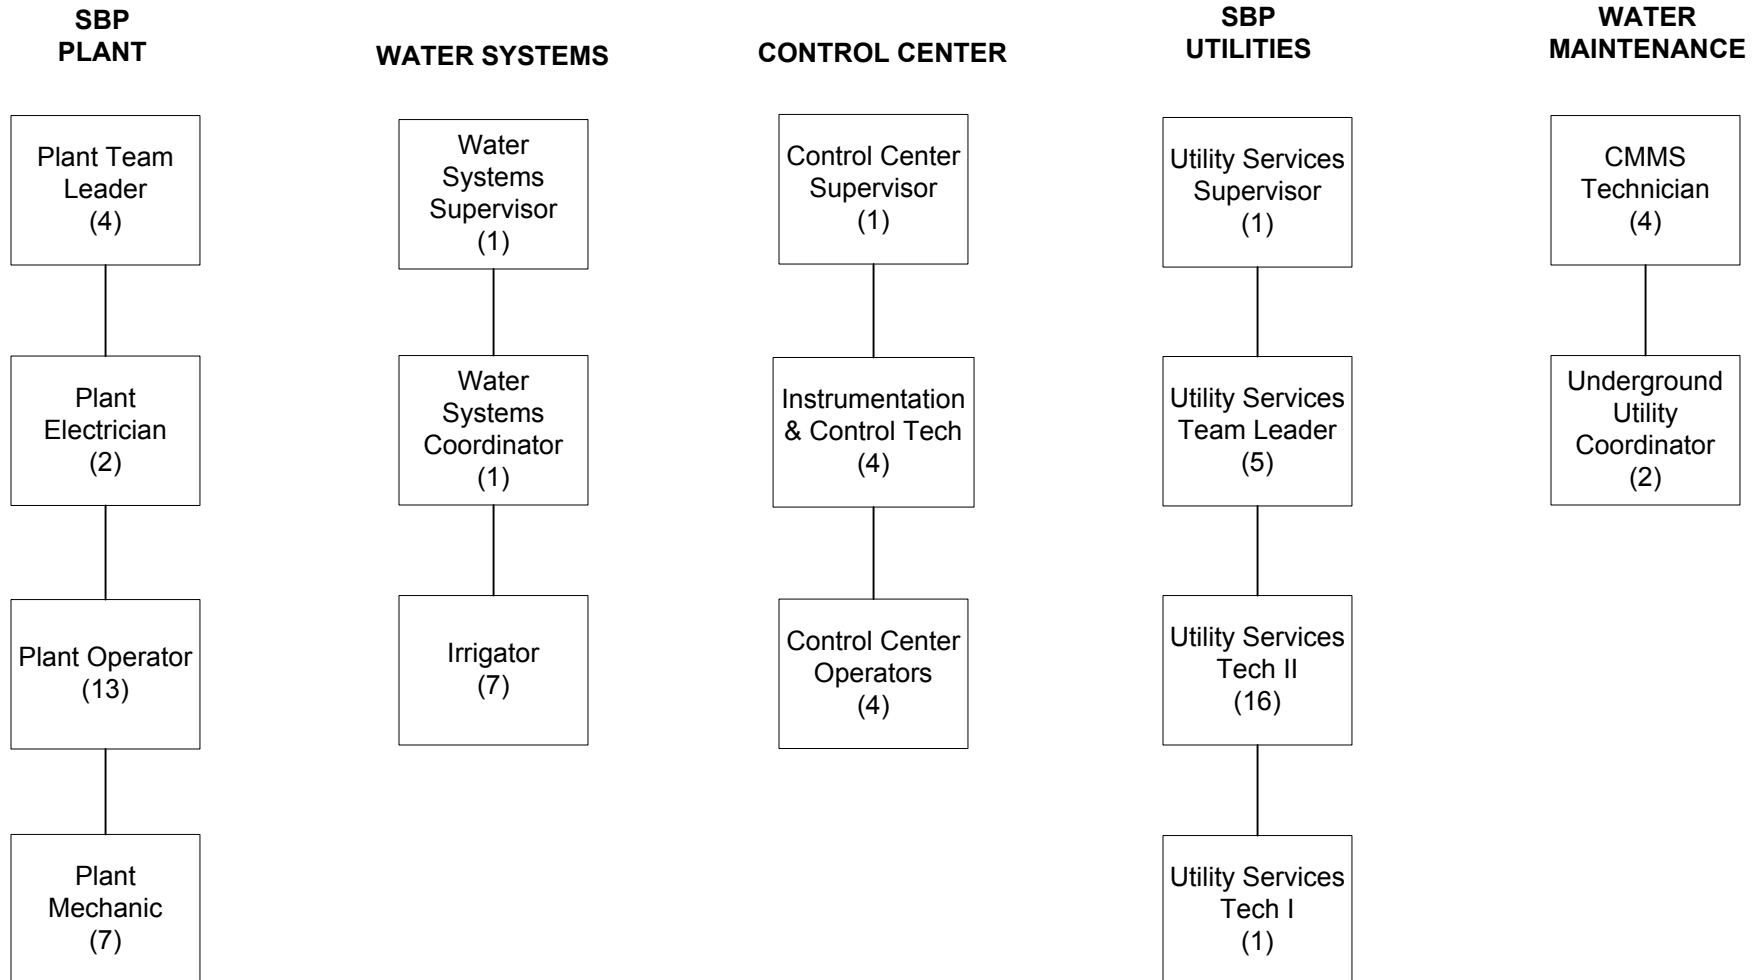 SBP
PLANT
WATER SYSTEMS
CONTROL CENTER
SBP
UTILITIES
WATER
MAINTENANCE
Plant Team
Leader
(4)
Water
Systems
Supervisor
(1)
Control Center
Supervisor
(1)
Utility Services
Supervisor
(1)
CMMS
Technician
(4)
Plant
Electrician
(2)
Water
Systems
Coordinator
(1)
Instrumentation
& Control Tech
(4)
Utility Services
Team Leader
(5)
Underground
Utility
Coordinator
(2)
Plant Operator
(13)
Irrigator
(7)
Control Center
Operators
(4)
Utility Services
Tech II
(16)
Plant
Mechanic
(7)
Utility Services
Tech I
(1)